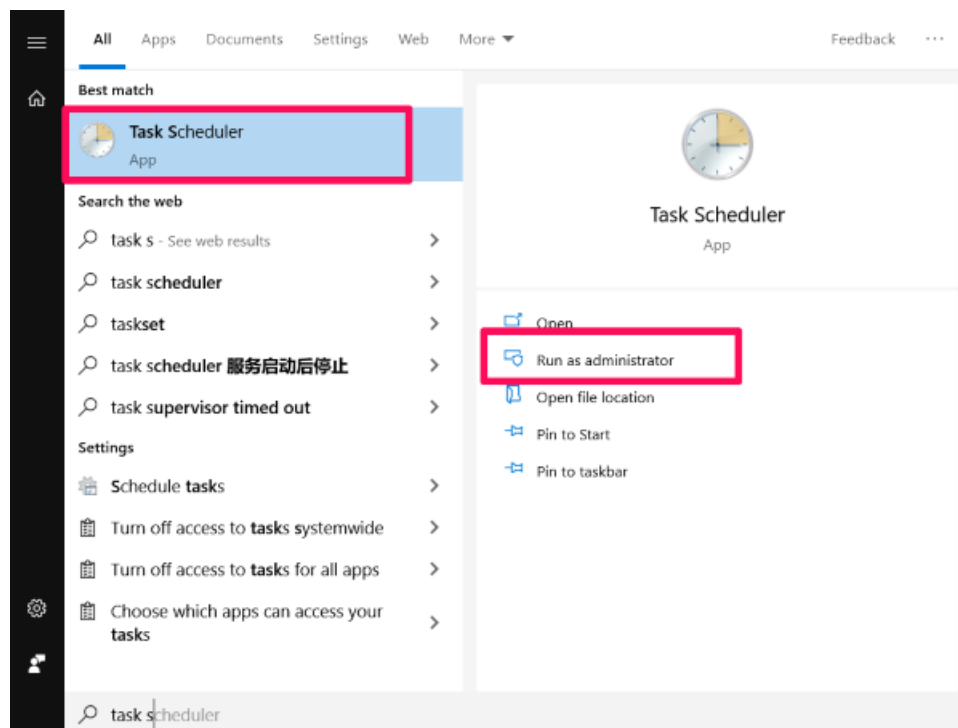 All Apps Documents Settings Web More Feedback ...
Best match
Task Scheduler
App
Search the web
task s - See web results
task scheduler
taskset
task scheduler 服务启动后停止
task supervisor timed out
Settings
Schedule tasks
Turn off access to tasks systemwide
Turn off access to tasks for all apps
Choose which apps can access your
tasks
Task Scheduler
App
Open
Run as administrator
Open file location
Pin to Start
Pin to taskbar
task scheduler